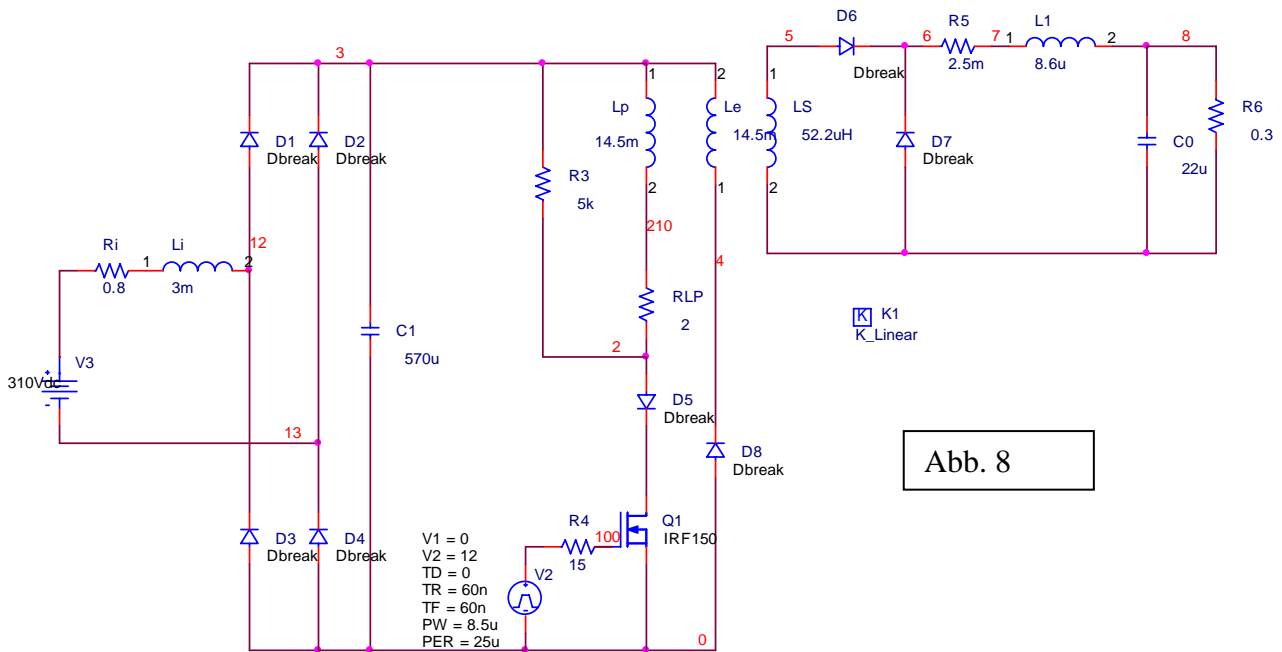 D6
Dbreak
5
6
R5
2.5m
7
1
L1
8.6u
2
8
3
D1
Dbreak
D2
Dbreak
R3
5k
1
Lp
14.5m
2
210
2
Le
14.5m
1
4
1
LS
52.2uH
2
D7
Dbreak
C0
22u
R6
0.3
Ri
0.8
1
Li
3m
2
12
C1
570u
RLP
2
2
K K1
K_Linear
V3
310Vdc
+
-
13
D5
Dbreak
D8
Dbreak
Abb. 8
D3
Dbreak
D4
Dbreak
V1 = 0
V2 = 12
TD = 0
TR = 60n
TF = 60n
PW = 8.5u
PER = 25u
R4
15
100
Q1
IRF150
V2
+
-
0